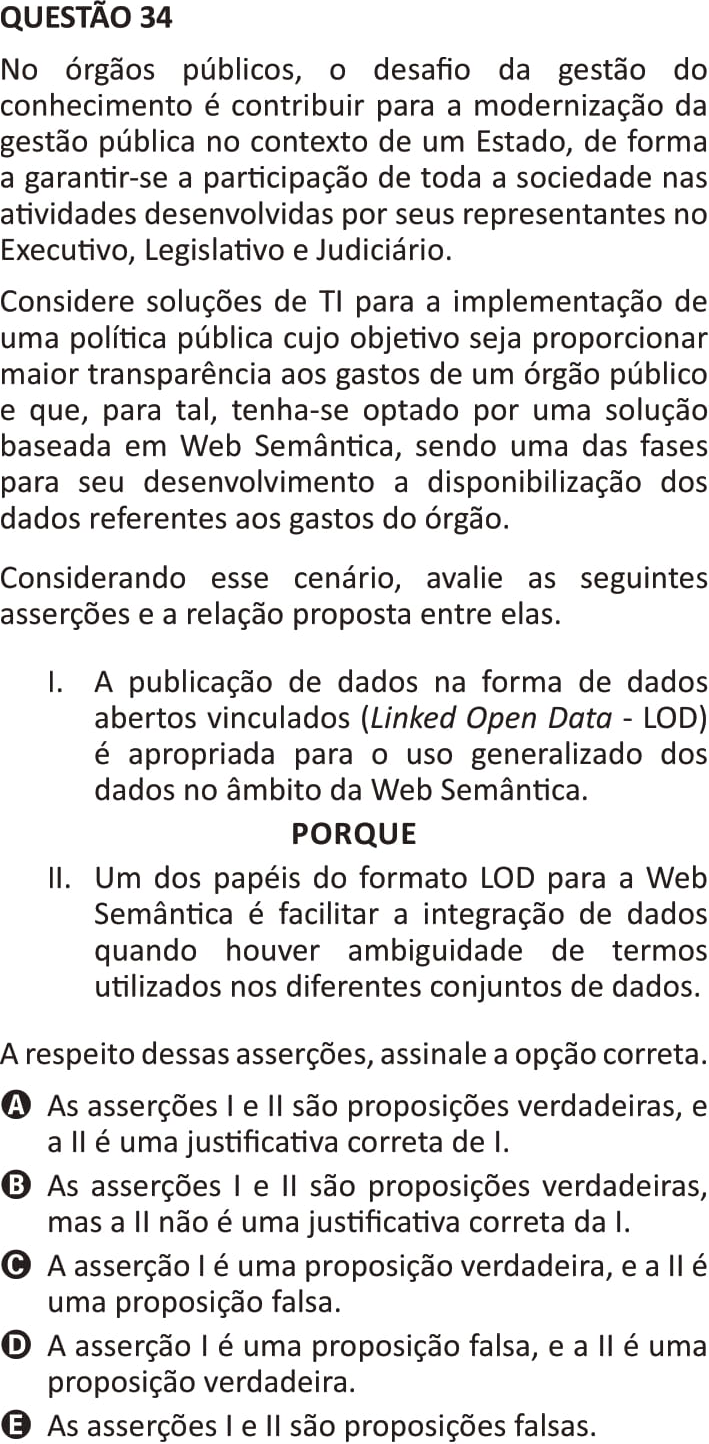 QUESTÃO 34
No órgãos públicos, o desafio da gestão do
conhecimento é contribuir para a modernização da
gestão pública no contexto de um Estado, de forma
a garantir-se a participação de toda a sociedade nas
atividades desenvolvidas por seus representantes no
Executivo, Legislativo e Judiciário.
Considere soluções de TI para a implementação de
uma política pública cujo objetivo seja proporcionar
maior transparência aos gastos de um órgão público
e que, para tal, tenha-se optado por uma solução
baseada em Web Semântica, sendo uma das fases
para seu desenvolvimento a disponibilização dos
dados referentes aos gastos do órgão.
Considerando esse cenário, avalie as seguintes
asserções e a relação proposta entre elas.
I. A publicação de dados na forma de dados
abertos vinculados (Linked Open Data - LOD)
é apropriada para o uso generalizado dos
dados no âmbito da Web Semântica.
PORQUE
II. Um dos papéis do formato LOD para a Web
Semântica é facilitar a integração de dados
quando houver ambiguidade de termos
utilizados nos diferentes conjuntos de dados.
A respeito dessas asserções, assinale a opção correta.
A As asserções I e II são proposições verdadeiras, e
a II é uma justificativa correta de I.
B As asserções I e II são proposições verdadeiras,
mas a II não é uma justificativa correta da I.
C A asserção I é uma proposição verdadeira, e a II é
uma proposição falsa.
D A asserção I é uma proposição falsa, e a II é uma
proposição verdadeira.
E As asserções I e II são proposições falsas.